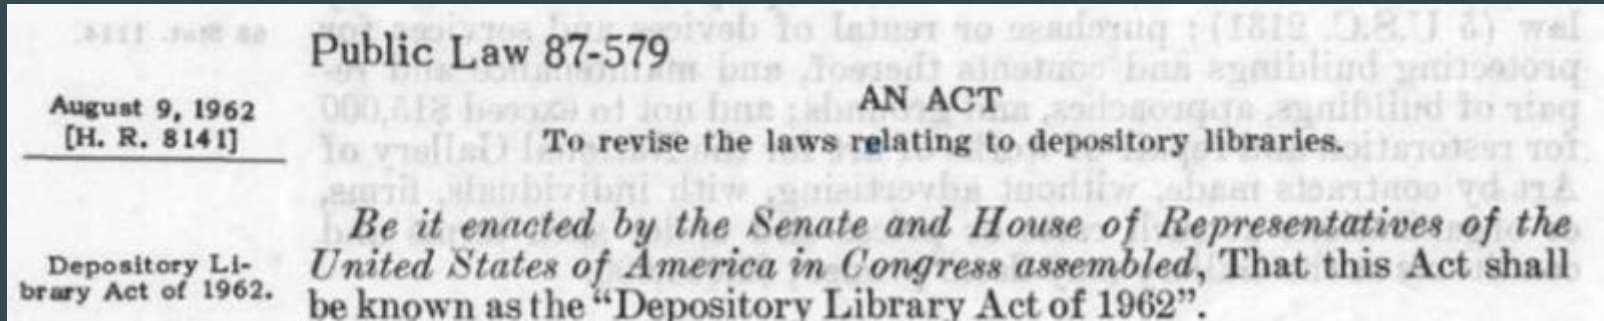 Public Law 87-579
August 9, 1962
[H. R. 8141]
AN ACT
To revise the laws relating to depository libraries.
Depository Li-
brary Act of 1962.
Be it enacted by the Senate and House of Representatives of the
United States of America in Congress assembled, That this Act shall
be known as the "Depository Library Act of 1962".